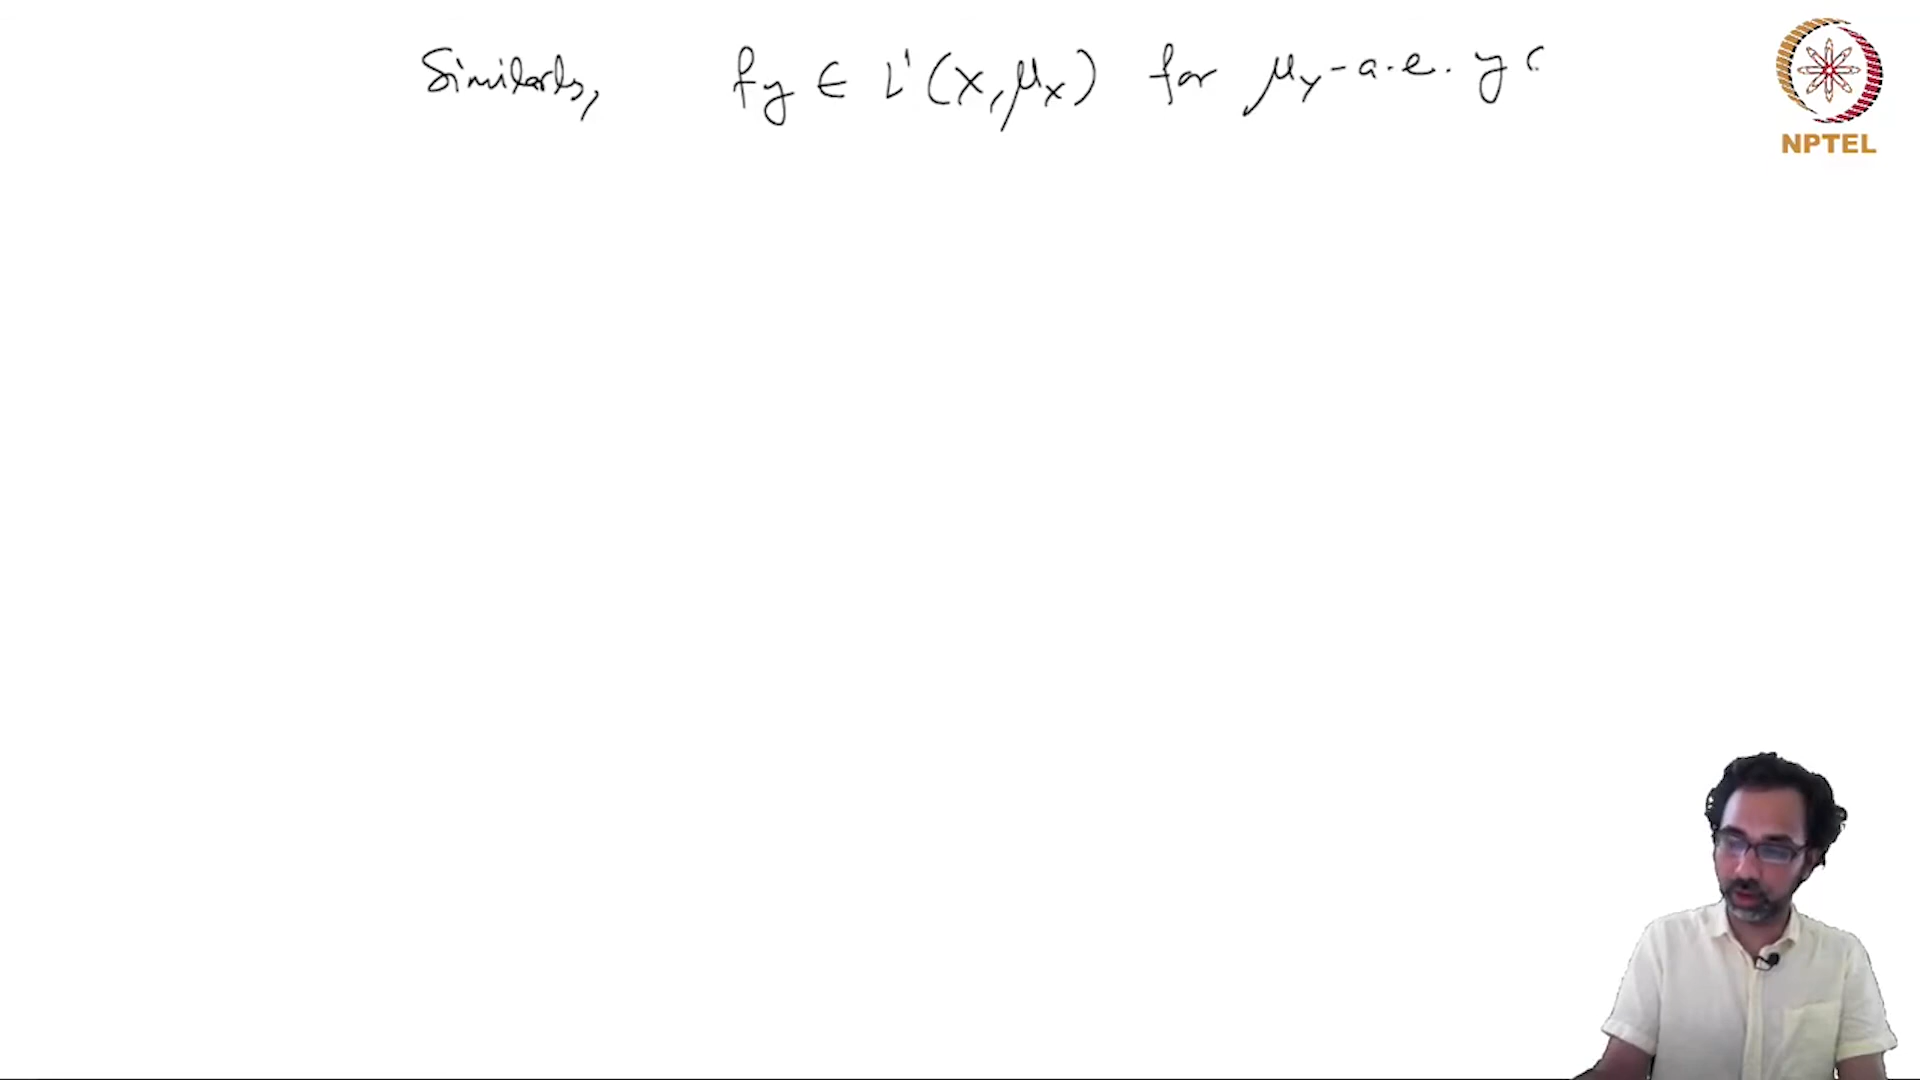 Similarly, f_y ∈ L¹(X, μ_X) for μ_Y-a.e. y
NPTEL